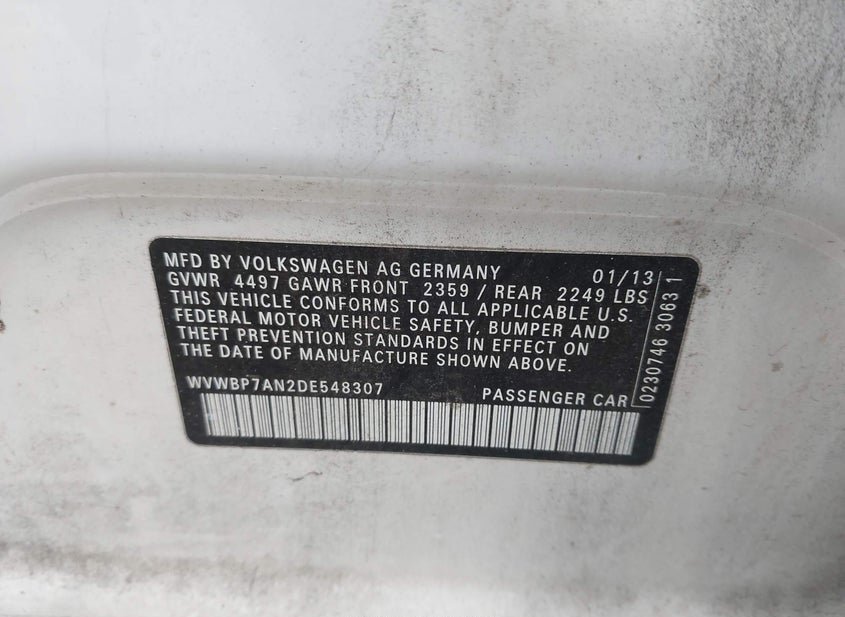 MFD BY VOLKSWAGEN AG GERMANY 01/13
GVWR 4497 GAWR FRONT 2359 / REAR 2249 LBS
THIS VEHICLE CONFORMS TO ALL APPLICABLE U.S.
FEDERAL MOTOR VEHICLE SAFETY, BUMPER AND
THEFT PREVENTION STANDARDS IN EFFECT ON
THE DATE OF MANUFACTURE SHOWN ABOVE.
WVWBP7AN2DE548307 PASSENGER CAR
0230746 3063 1